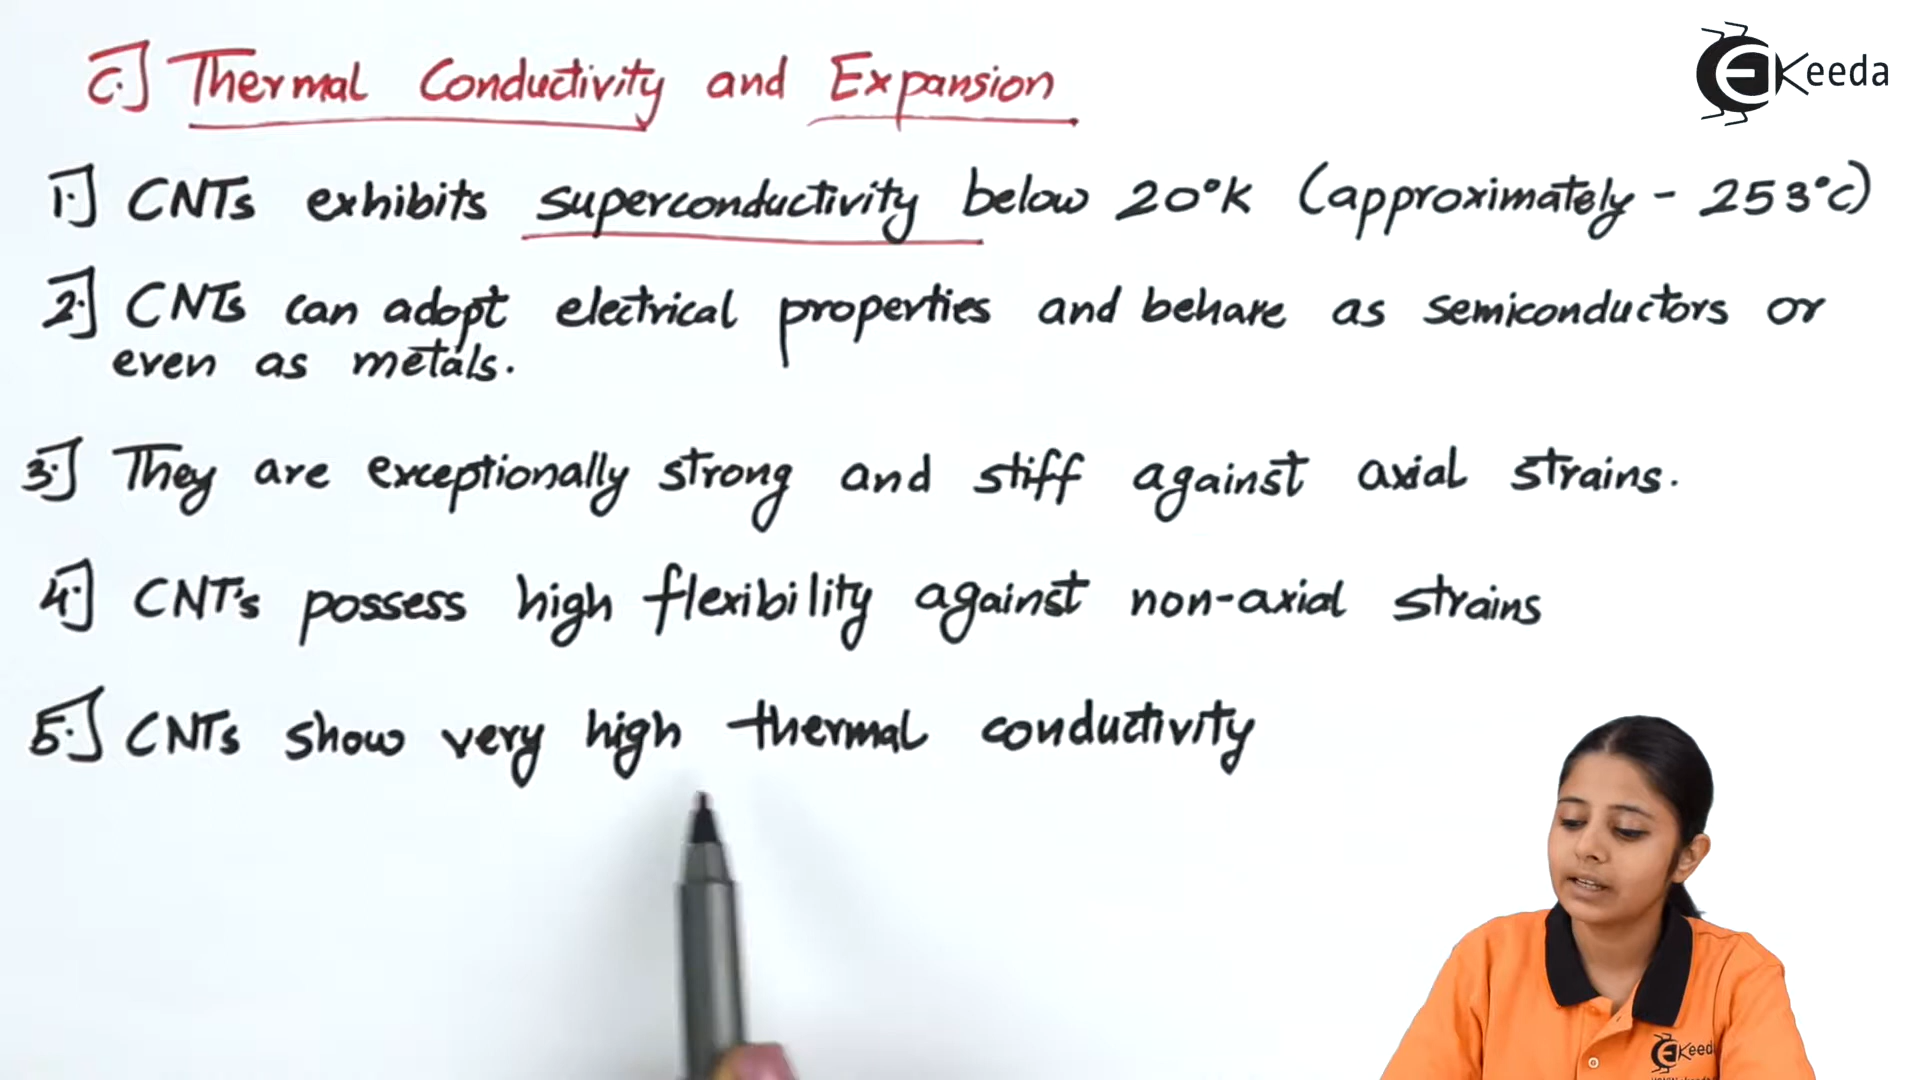 C.] Thermal Conductivity and Expansion
Keeda
1.] CNTs exhibits superconductivity below 20°K (approximately - 253°C)
2.] CNTs can adopt electrical properties and behave as semiconductors or
even as metals.
3.] They are exceptionally strong and stiff against axial strains.
4.] CNT's possess high flexibility against non-axial strains
5.] CNTs show very high thermal conductivity
Keeda